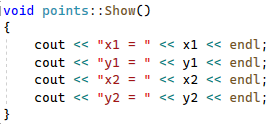 void points::Show()
{
    cout << "x1 = " << x1 << endl;
    cout << "y1 = " << y1 << endl;
    cout << "x2 = " << x2 << endl;
    cout << "y2 = " << y2 << endl;
}